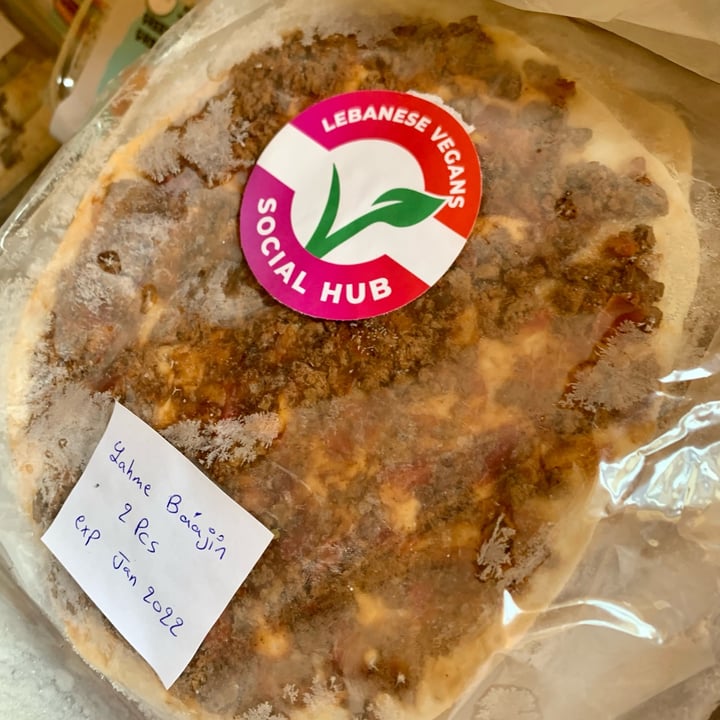 LEBANESE VEGANS
SOCIAL HUB
Lahme Baajin
2 Pcs
exp Jan 2022